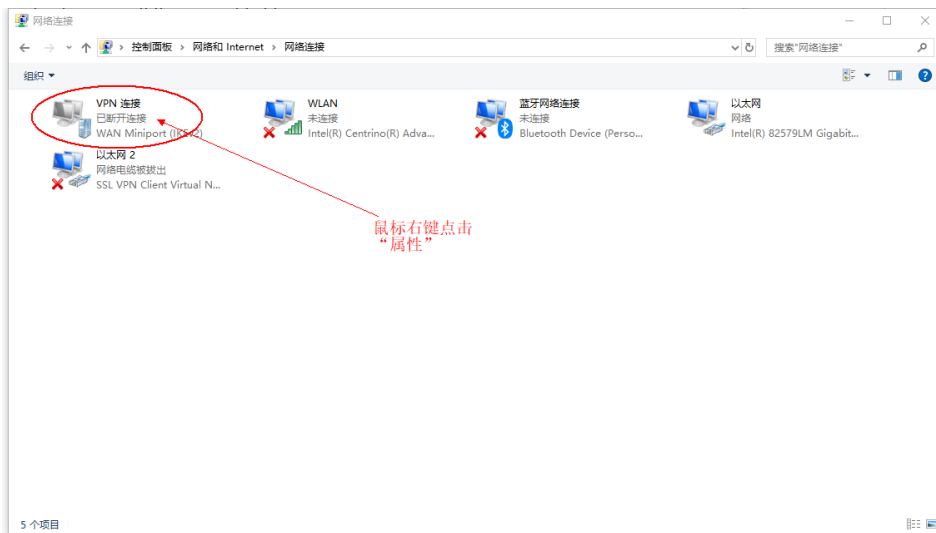 网络连接
控制面板 › 网络和 Internet › 网络连接
搜索"网络连接"
组织
VPN 连接
已断开连接
WAN Miniport (IKEv2)
WLAN
未连接
Intel(R) Centrino(R) Adva...
蓝牙网络连接
未连接
Bluetooth Device (Perso...
以太网
网络
Intel(R) 82579LM Gigabit...
以太网 2
网络电缆被拔出
SSL VPN Client Virtual N...
鼠标右键点击
“属性”
5 个项目